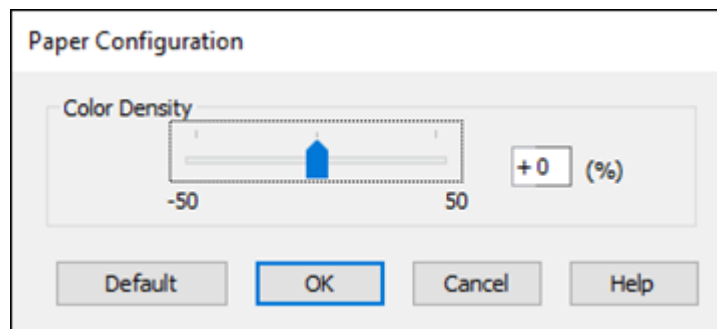 Paper Configuration
Color Density
+0 (%)
-50 50
Default OK Cancel Help